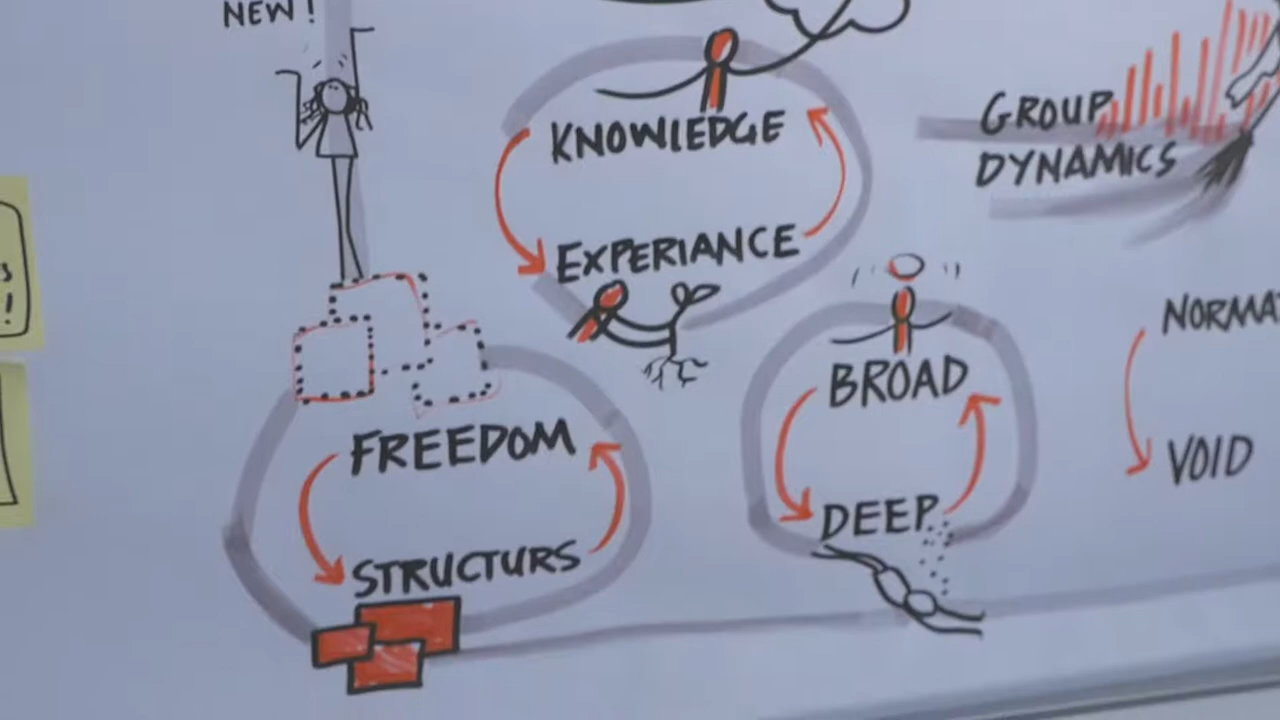 NEW!
KNOWLEDGE
EXPERIANCE
GROUP
DYNAMICS
FREEDOM
STRUCTURS
BROAD
DEEP
VOID